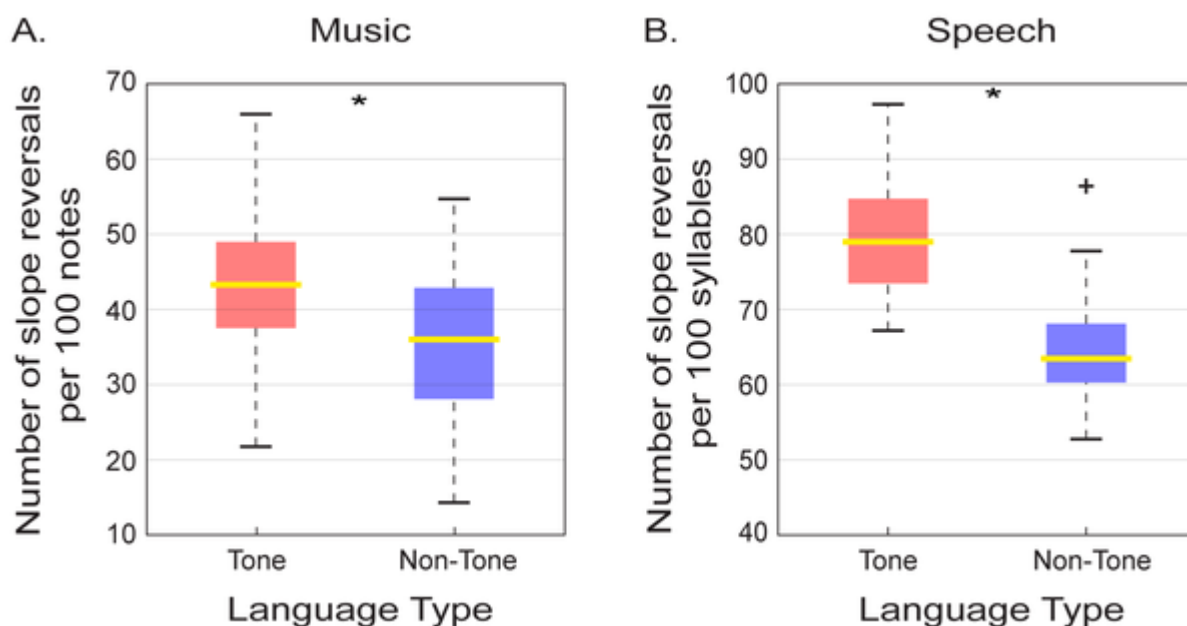 A.
Music
Number of slope reversals
per 100 notes
70
60
50
40
30
20
10
*
Tone
Non-Tone
Language Type
B.
Speech
Number of slope reversals
per 100 syllables
100
90
80
70
60
50
40
*
+
Tone
Non-Tone
Language Type